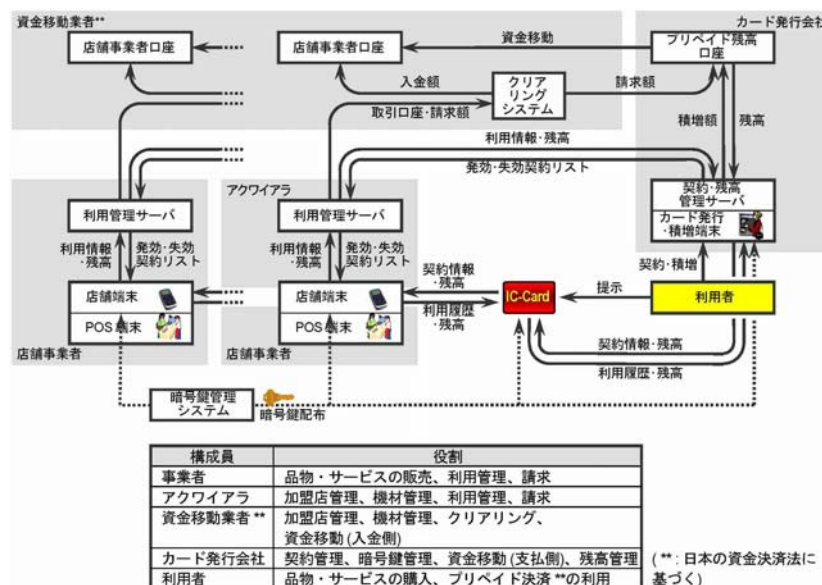 資金移動業者**
カード発行会社
店舗事業者口座
店舗事業者口座
資金移動
プリペイド残高
口座
入金額
クリア
リング
システム
請求額
取引口座・請求額
積増額
残高
利用情報・残高
発効・失効契約リスト
アクワイアラ
契約・残高
管理サーバ
利用管理サーバ
利用管理サーバ
カード発行
・積増端末
利用情報
・残高
発効・失効
契約リスト
利用情報
・残高
発効・失効
契約リスト
契約情報
・残高
契約・積増
店舗端末
店舗端末
IC-Card
提示
利用者
POS 端末
POS 端末
利用履歴
・残高
店舗事業者
店舗事業者
契約情報・残高
利用履歴・残高
暗号鍵管理
システム
暗号鍵配布
構成員 役割
事業者 品物・サービスの販売、利用管理、請求
アクワイアラ 加盟店管理、機材管理、利用管理、請求
資金移動業者** 加盟店管理、機材管理、クリアリング、
資金移動 (入金側)
カード発行会社 契約管理、暗号鍵管理、資金移動 (支払側)、残高管理
利用者 品物・サービスの購入、プリペイド決済**の利用
(**: 日本の資金決済法に
基づく)